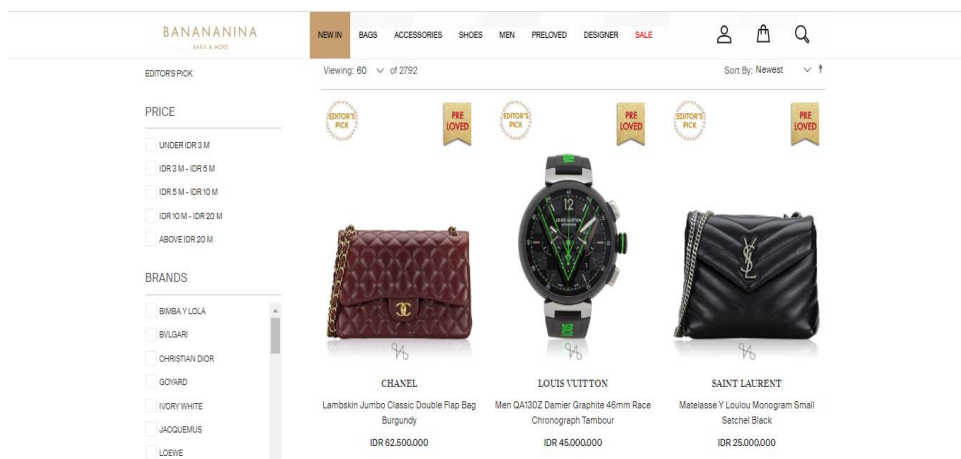 BANANANINA
BAGS & MORE
NEW IN BAGS ACCESSORIES SHOES MEN PRELOVED DESIGNER SALE
EDITOR'S PICK
Viewing: 60 of 2792
Sort By: Newest
PRICE
UNDER IDR 3 M
IDR 3 M - IDR 5 M
IDR 5 M - IDR 10 M
IDR 10 M - IDR 20 M
ABOVE IDR 20 M
BRANDS
BIMBA Y LOLA
BVLGARI
CHRISTIAN DIOR
GOYARD
IVORY WHITE
JACQUEMUS
LOEWE
EDITOR'S
PICK
PRE
LOVED
CHANEL
Lambskin Jumbo Classic Double Flap Bag
Burgundy
IDR 62.500.000
EDITOR'S
PICK
PRE
LOVED
12
LOUIS VUITTON
LOUIS VUITTON
Men QA130Z Damier Graphite 46mm Race
Chronograph Tambour
IDR 45.000.000
EDITOR'S
PICK
PRE
LOVED
YSL
SAINT LAURENT
Matelasse Y Loulou Monogram Small
Satchel Black
IDR 25.000.000